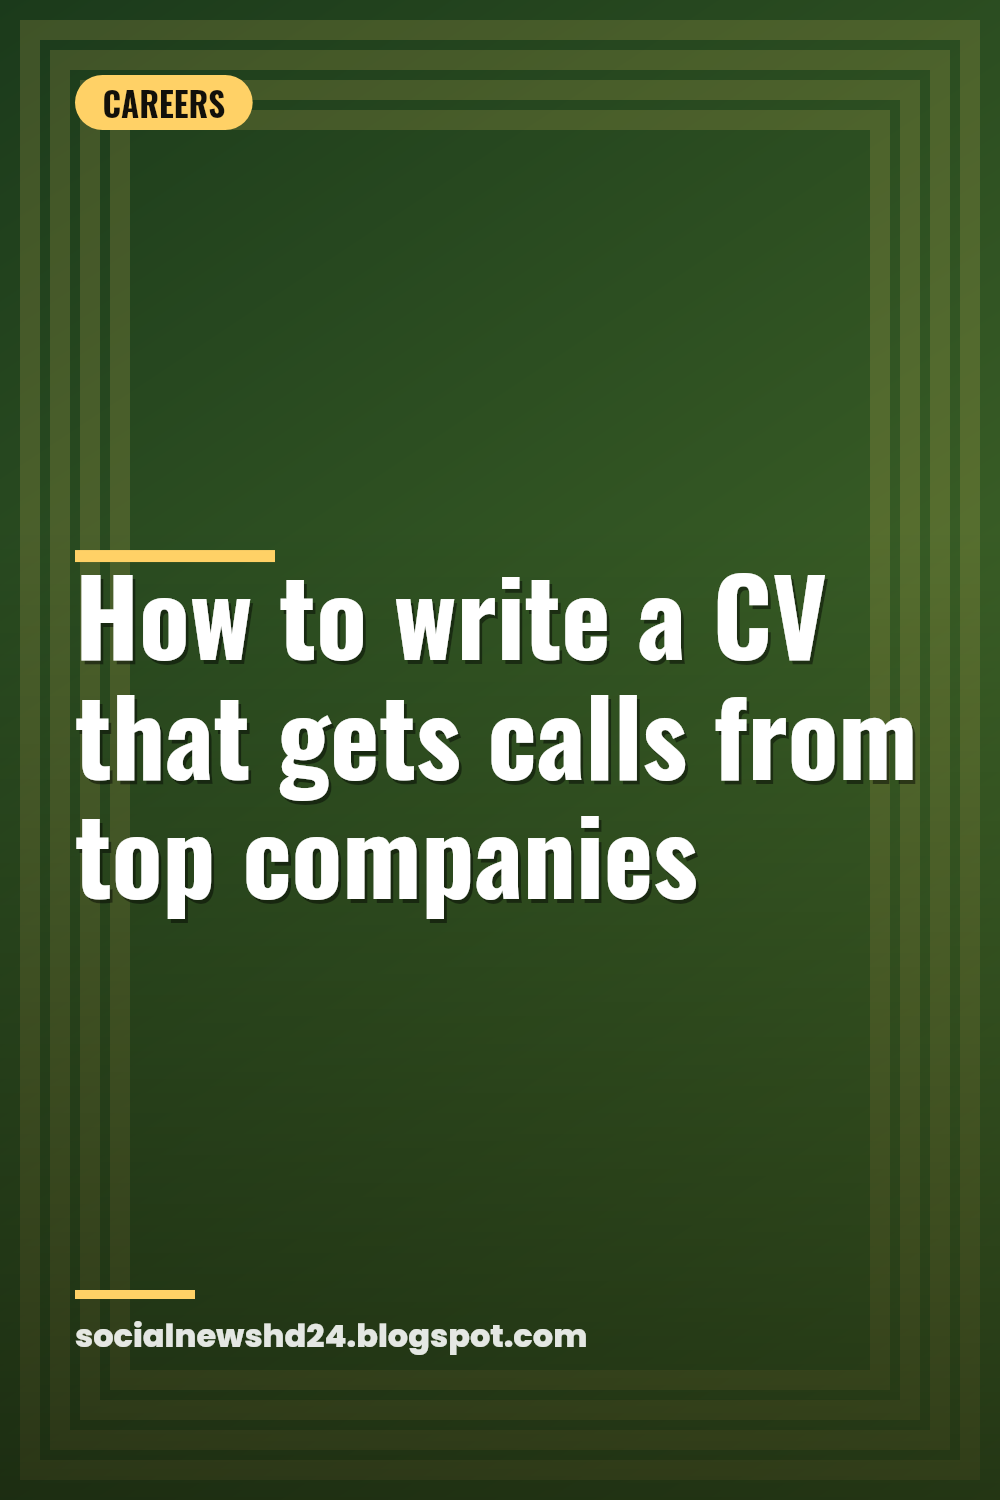 CAREERS
How to write a CV
that gets calls from
top companies
socialnewshd24.blogspot.com